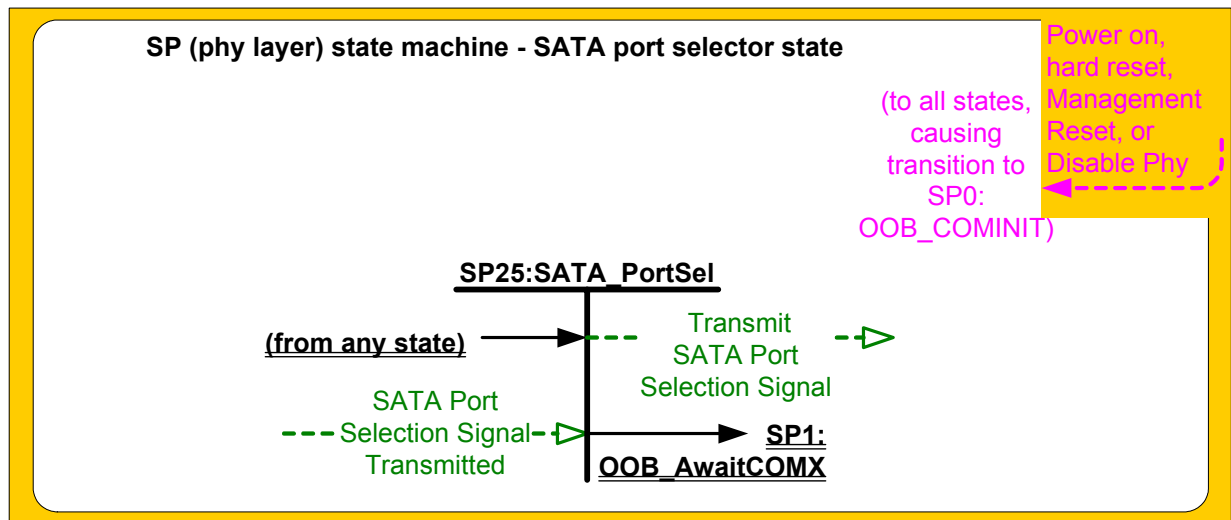 SP (phy layer) state machine - SATA port selector state
Power on,
hard reset,
Management
Reset, or
Disable Phy
(to all states,
causing
transition to
SP0:
OOB_COMINIT)
SP25:SATA_PortSel
(from any state)
Transmit
SATA Port
Selection Signal
SATA Port
Selection Signal
Transmitted
SP1:
OOB_AwaitCOMX